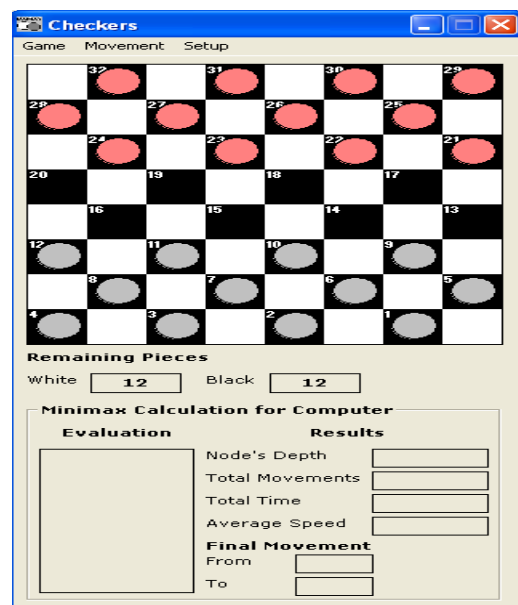 Checkers
Game Movement Setup
32 31 30 29
28 27 26 25
24 23 22 21
20 19 18 17
16 15 14 13
12 11 10 9
8 7 6 5
4 3 2 1
Remaining Pieces
White 12 Black 12
Minimax Calculation for Computer
Evaluation Results
Node's Depth
Total Movements
Total Time
Average Speed
Final Movement
From
To